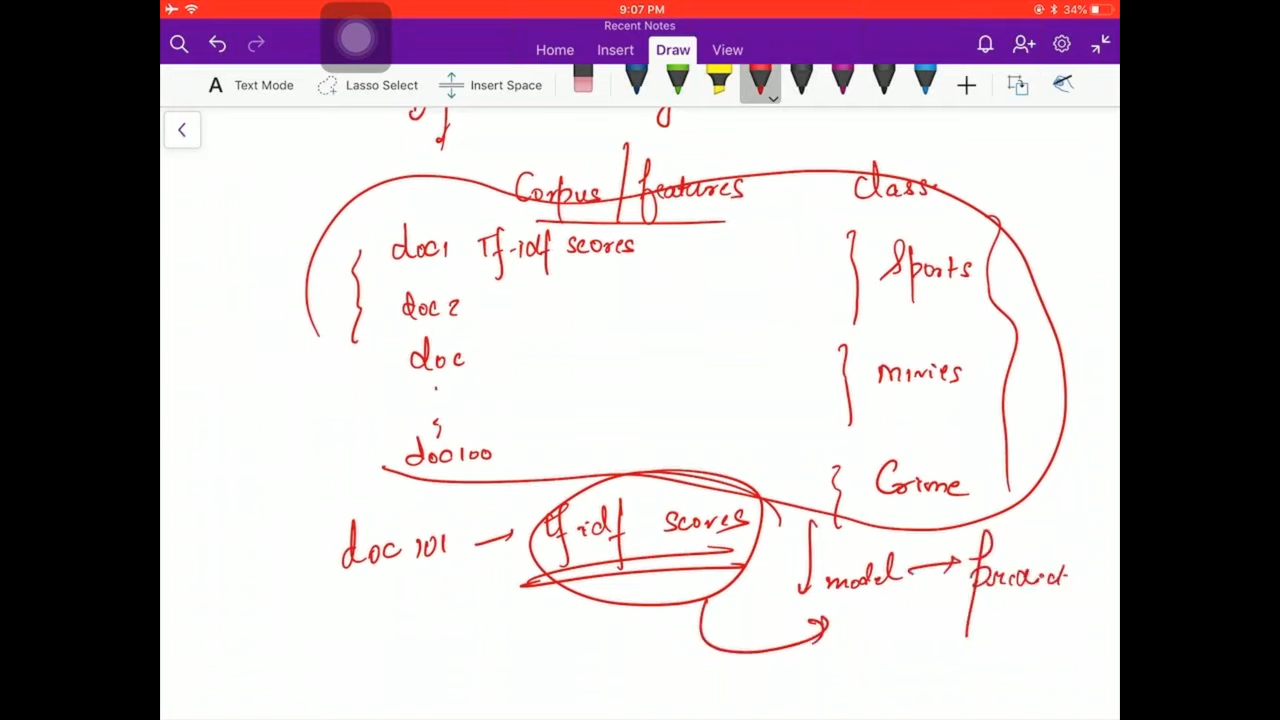 9:07 PM
34%
Recent Notes
Home Insert Draw View
A Text Mode Lasso Select Insert Space
Corpus / features class
doc1 Tf-idf scores
Sports
doc 2
doc
movies
doc100
Crime
doc 101 → Tf idf scores
model → predict